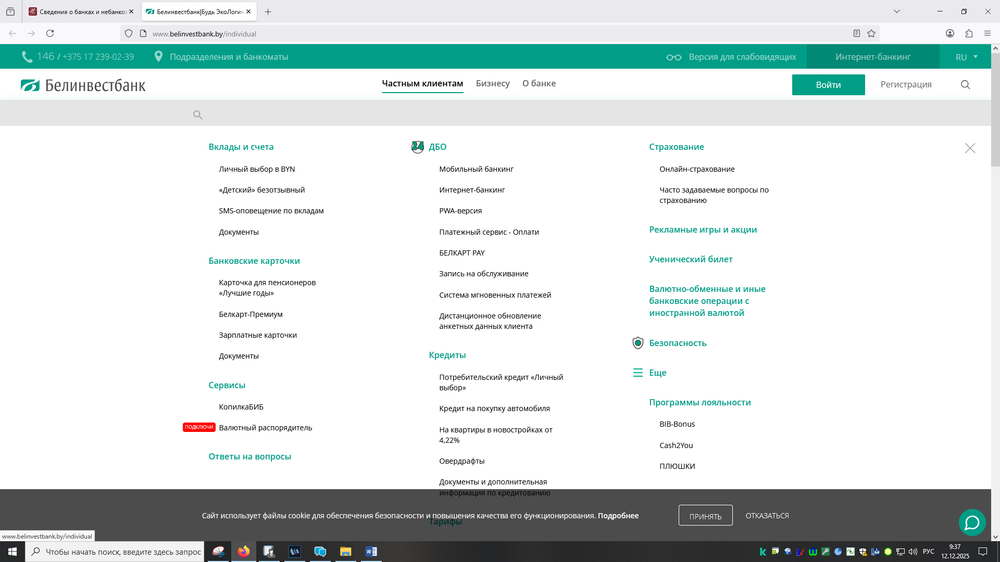 Сведения о банках и небанков
Белинвестбанк|Будь ЭкоЛогич
www.belinvestbank.by/individual
146 / +375 17 239-02-39
Подразделения и банкоматы
Версия для слабовидящих
Интернет-банкинг
RU
Белинвестбанк
Частным клиентам
Бизнесу
О банке
Войти
Регистрация
Вклады и счета
Личный выбор в BYN
«Детский» безотзывный
SMS-оповещение по вкладам
Документы
Банковские карточки
Карточка для пенсионеров
«Лучшие годы»
Белкарт-Премиум
Зарплатные карточки
Документы
Сервисы
КопилкаБИБ
ПОДКЛЮЧИ
Валютный распорядитель
Ответы на вопросы
24 ДБО
Мобильный банкинг
Интернет-банкинг
PWA-версия
Платежный сервис - Оплати
БЕЛКАРТ PAY
Запись на обслуживание
Система мгновенных платежей
Дистанционное обновление
анкетных данных клиента
Кредиты
Потребительский кредит «Личный
выбор»
Кредит на покупку автомобиля
На квартиры в новостройках от
4,22%
Овердрафты
Документы и дополнительная
информация по кредитованию
Тарифы
Страхование
Онлайн-страхование
Часто задаваемые вопросы по
страхованию
Рекламные игры и акции
Ученический билет
Валютно-обменные и иные
банковские операции с
иностранной валютой
Безопасность
Еще
Программы лояльности
BIB-Bonus
Cash2You
ПЛЮШКИ
Сайт использует файлы cookie для обеспечения безопасности и повышения качества его функционирования. Подробнее
ПРИНЯТЬ
ОТКАЗАТЬСЯ
www.belinvestbank.by/individual
Чтобы начать поиск, введите здесь запрос
РУС
9:37
12.12.2025